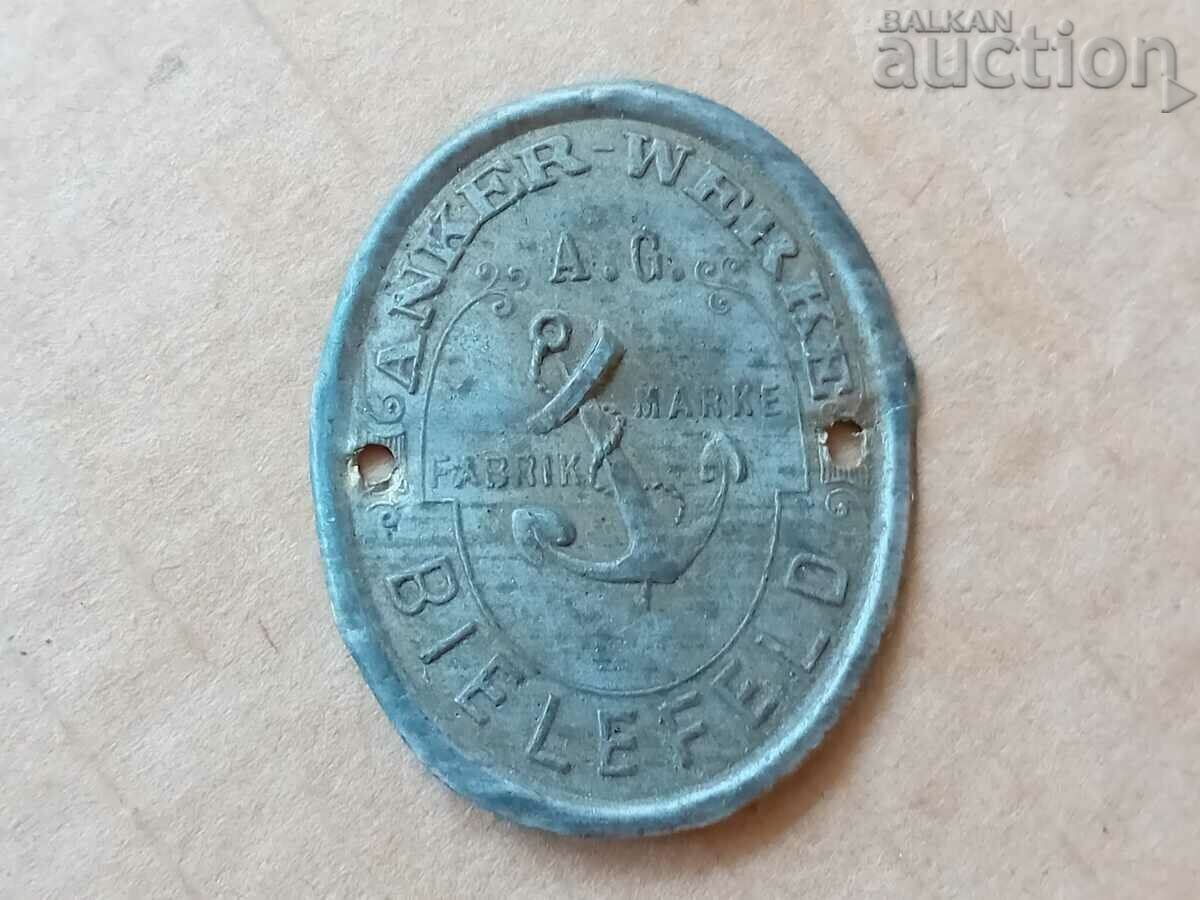 BALKAN
auction
ANKER-WERKE
A.G.
MARKE
FABRIK
BIELEFELD